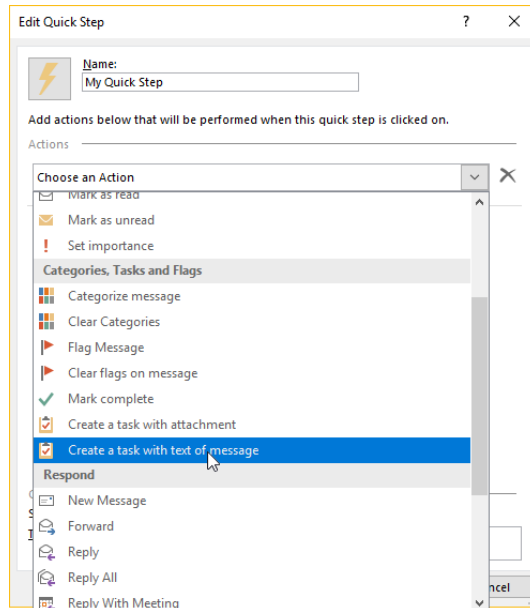 Edit Quick Step ?
Name:
My Quick Step
Add actions below that will be performed when this quick step is clicked on.
Actions
Choose an Action
Mark as read
Mark as unread
Set importance
Categories, Tasks and Flags
Categorize message
Clear Categories
Flag Message
Clear flags on message
Mark complete
Create a task with attachment
Create a task with text of message
Respond
New Message
Forward
Reply
Reply All
Reply With Meeting